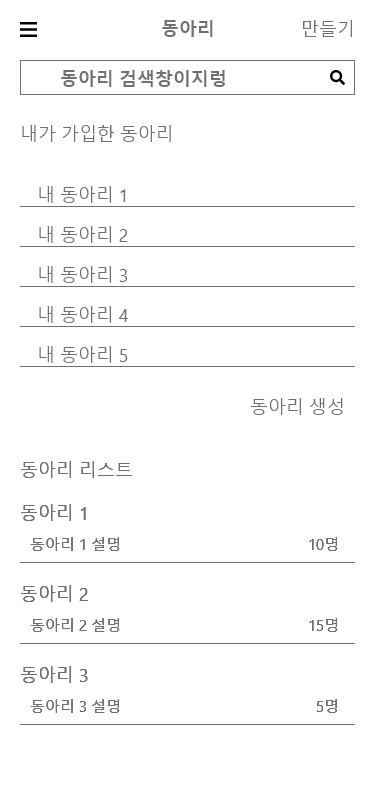 동아리 만들기
동아리 검색창이지렁
내가 가입한 동아리
내 동아리 1
내 동아리 2
내 동아리 3
내 동아리 4
내 동아리 5
동아리 생성
동아리 리스트
동아리 1
동아리 1 설명 10명
동아리 2
동아리 2 설명 15명
동아리 3
동아리 3 설명 5명